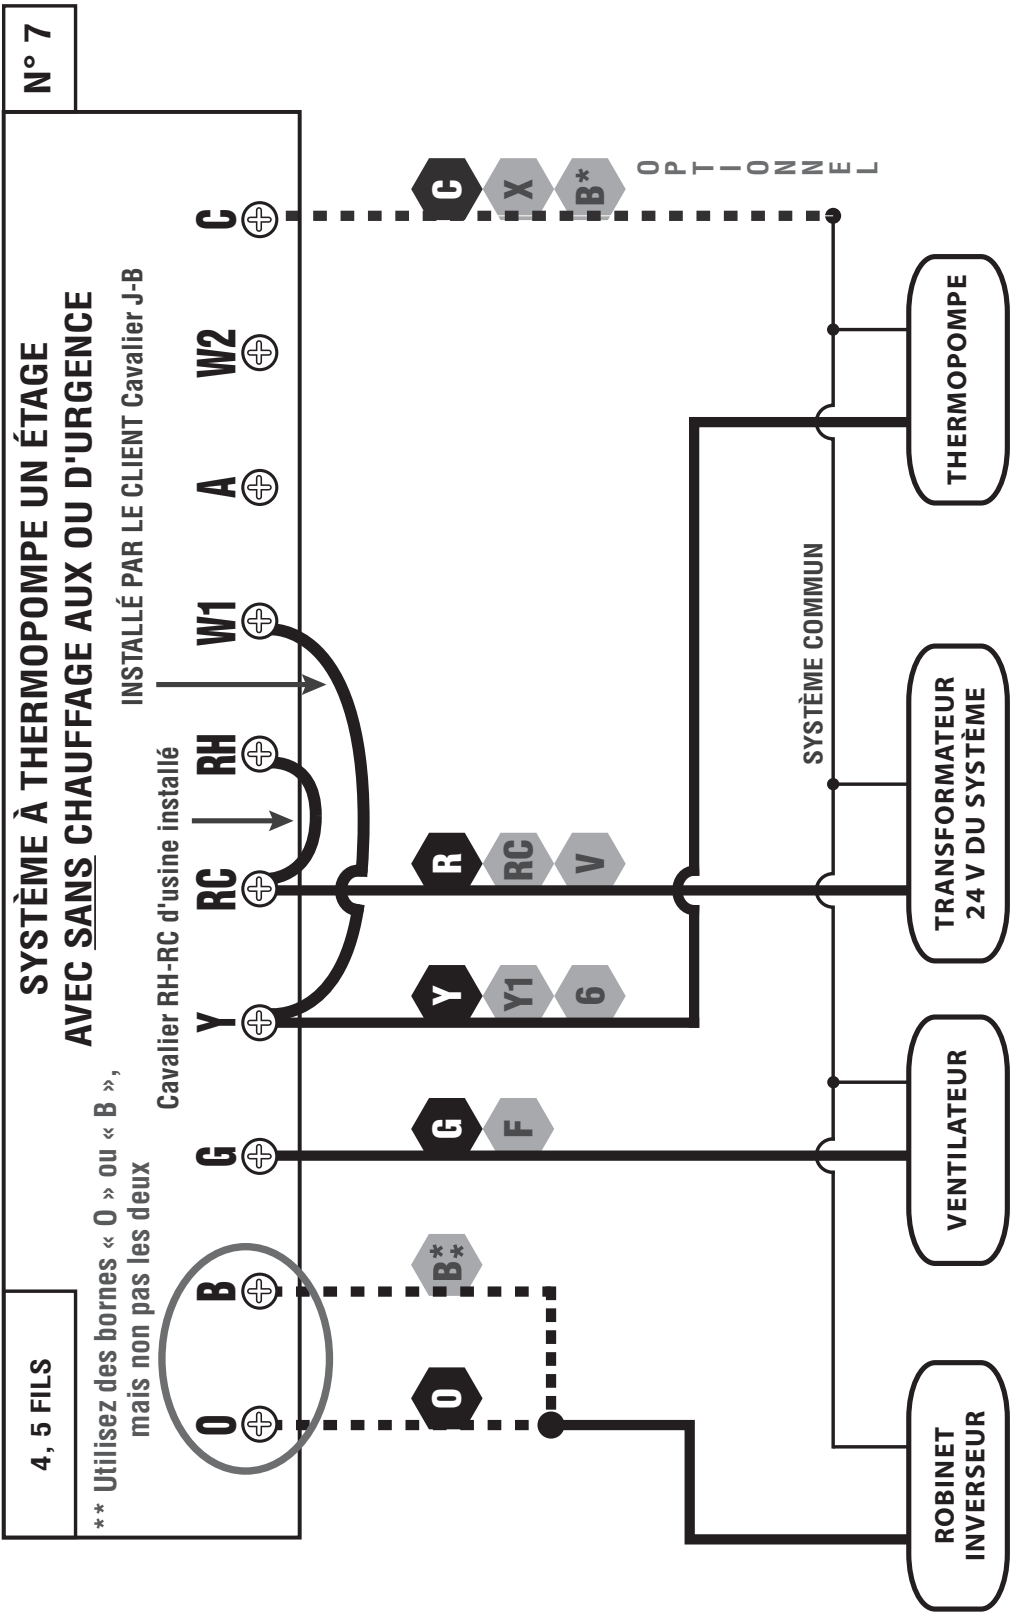 4, 5 FILS
N° 7
SYSTÈME À THERMOPOMPE UN ÉTAGE
AVEC SANS CHAUFFAGE AUX OU D'URGENCE
** Utilisez des bornes « O » ou « B »,
mais non pas les deux
INSTALLÉ PAR LE CLIENT Cavalier J-B
Cavalier RH-RC d'usine installé
O B G Y RC RH W1 A W2 C
O B** G Y R C
F Y1 RC X
6 V B*
OPTIONNEL
SYSTÈME COMMUN
ROBINET
INVERSEUR
VENTILATEUR
TRANSFORMATEUR
24 V DU SYSTÈME
THERMOPOMPE